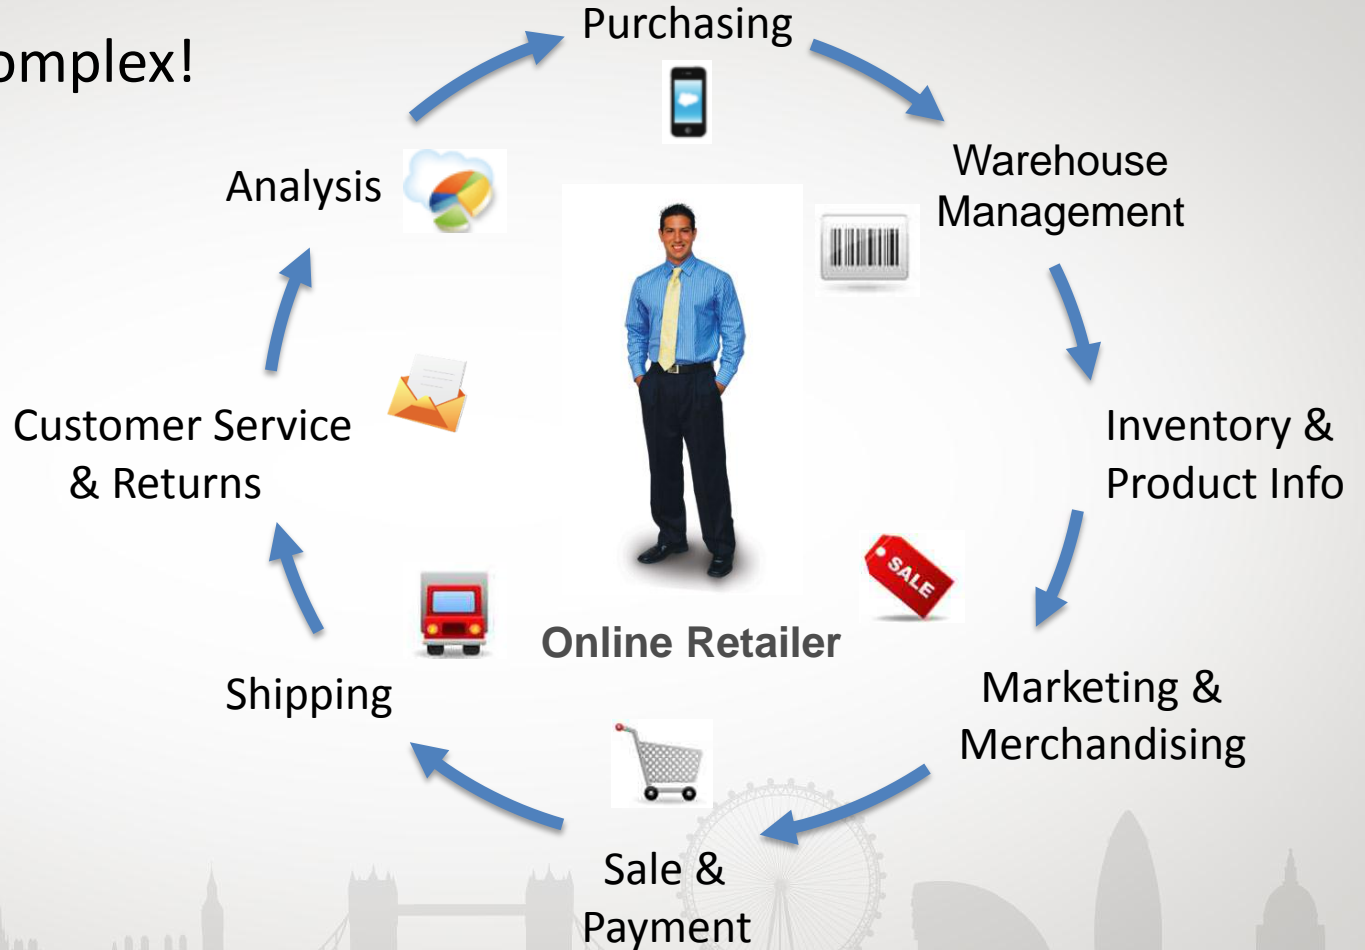 omplex!
Purchasing
Analysis
Warehouse
Management
Customer Service
& Returns
Inventory &
Product Info
SALE
Online Retailer
Shipping
Marketing &
Merchandising
Sale &
Payment